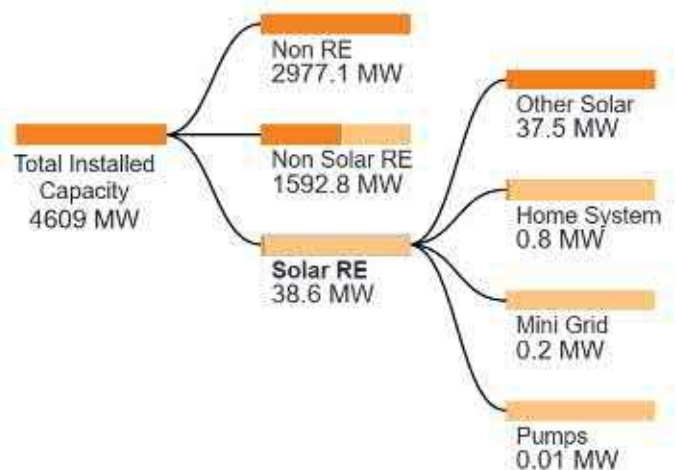 Total Installed
Capacity
4609 MW
Non RE
2977.1 MW
Non Solar RE
1592.8 MW
Solar RE
38.6 MW
Other Solar
37.5 MW
Home System
0.8 MW
Mini Grid
0.2 MW
Pumps
0.01 MW